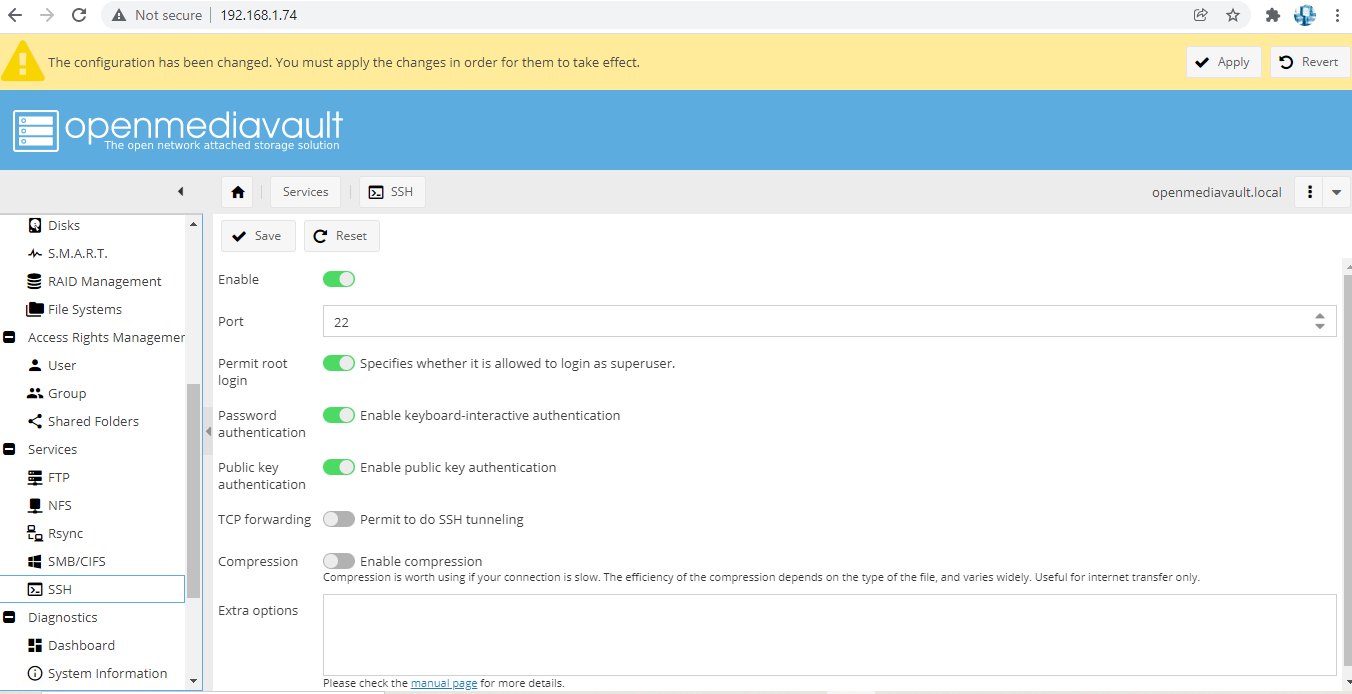 Not secure 192.168.1.74
The configuration has been changed. You must apply the changes in order for them to take effect.
Apply
Revert
openmediavault
The open network attached storage solution
Services
SSH
openmediavault.local
Disks
S.M.A.R.T.
RAID Management
File Systems
Access Rights Managemer
User
Group
Shared Folders
Services
FTP
NFS
Rsync
SMB/CIFS
SSH
Diagnostics
Dashboard
System Information
Save
Reset
Enable
Port
22
Permit root
login
Specifies whether it is allowed to login as superuser.
Password
authentication
Enable keyboard-interactive authentication
Public key
authentication
Enable public key authentication
TCP forwarding
Permit to do SSH tunneling
Compression
Enable compression
Compression is worth using if your connection is slow. The efficiency of the compression depends on the type of the file, and varies widely. Useful for internet transfer only.
Extra options
Please check the manual page for more details.